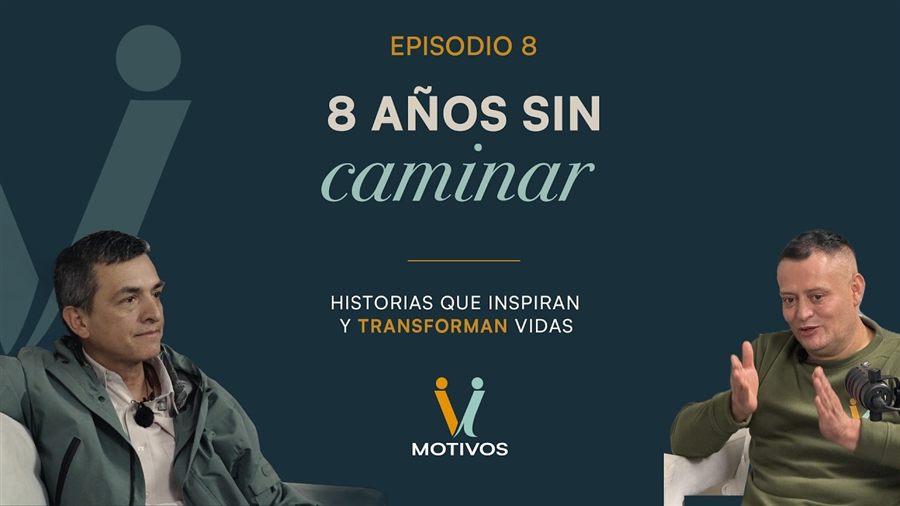 EPISODIO 8
8 AÑOS SIN
caminar
HISTORIAS QUE INSPIRAN
Y TRANSFORMAN VIDAS
MOTIVOS